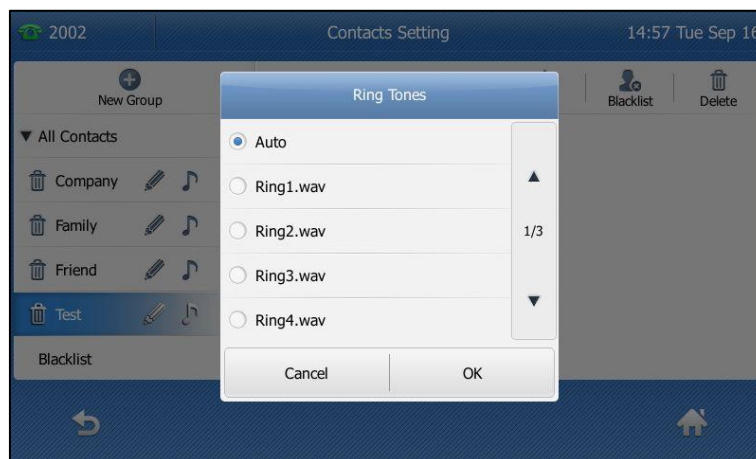 2002
Contacts Setting
14:57 Tue Sep 16
New Group
Ring Tones
Blacklist
Delete
▼ All Contacts
Auto
Company
Ring1.wav
Family
Ring2.wav
1/3
Friend
Ring3.wav
Test
Ring4.wav
Blacklist
Cancel
OK